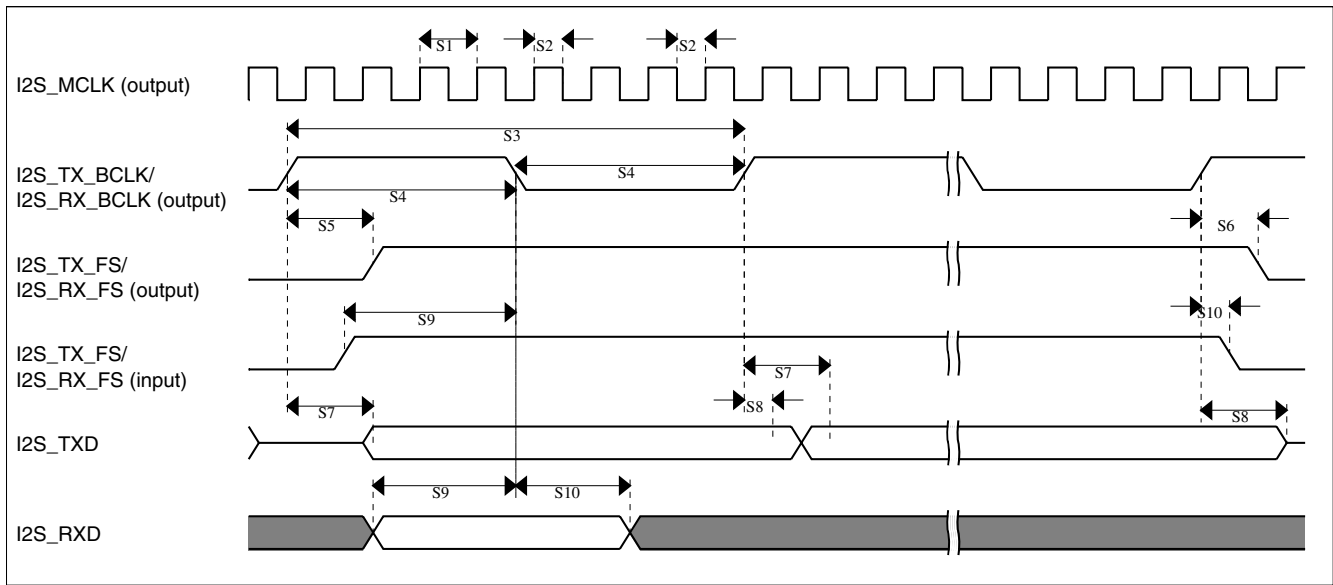 S1 S2 S2
I2S_MCLK (output)
S3
I2S_TX_BCLK/
I2S_RX_BCLK (output)
S4
S4
S5 S6
I2S_TX_FS/
I2S_RX_FS (output)
S9 S10
I2S_TX_FS/
I2S_RX_FS (input)
S7
S7 S8 S8
I2S_TXD
S9 S10
I2S_RXD